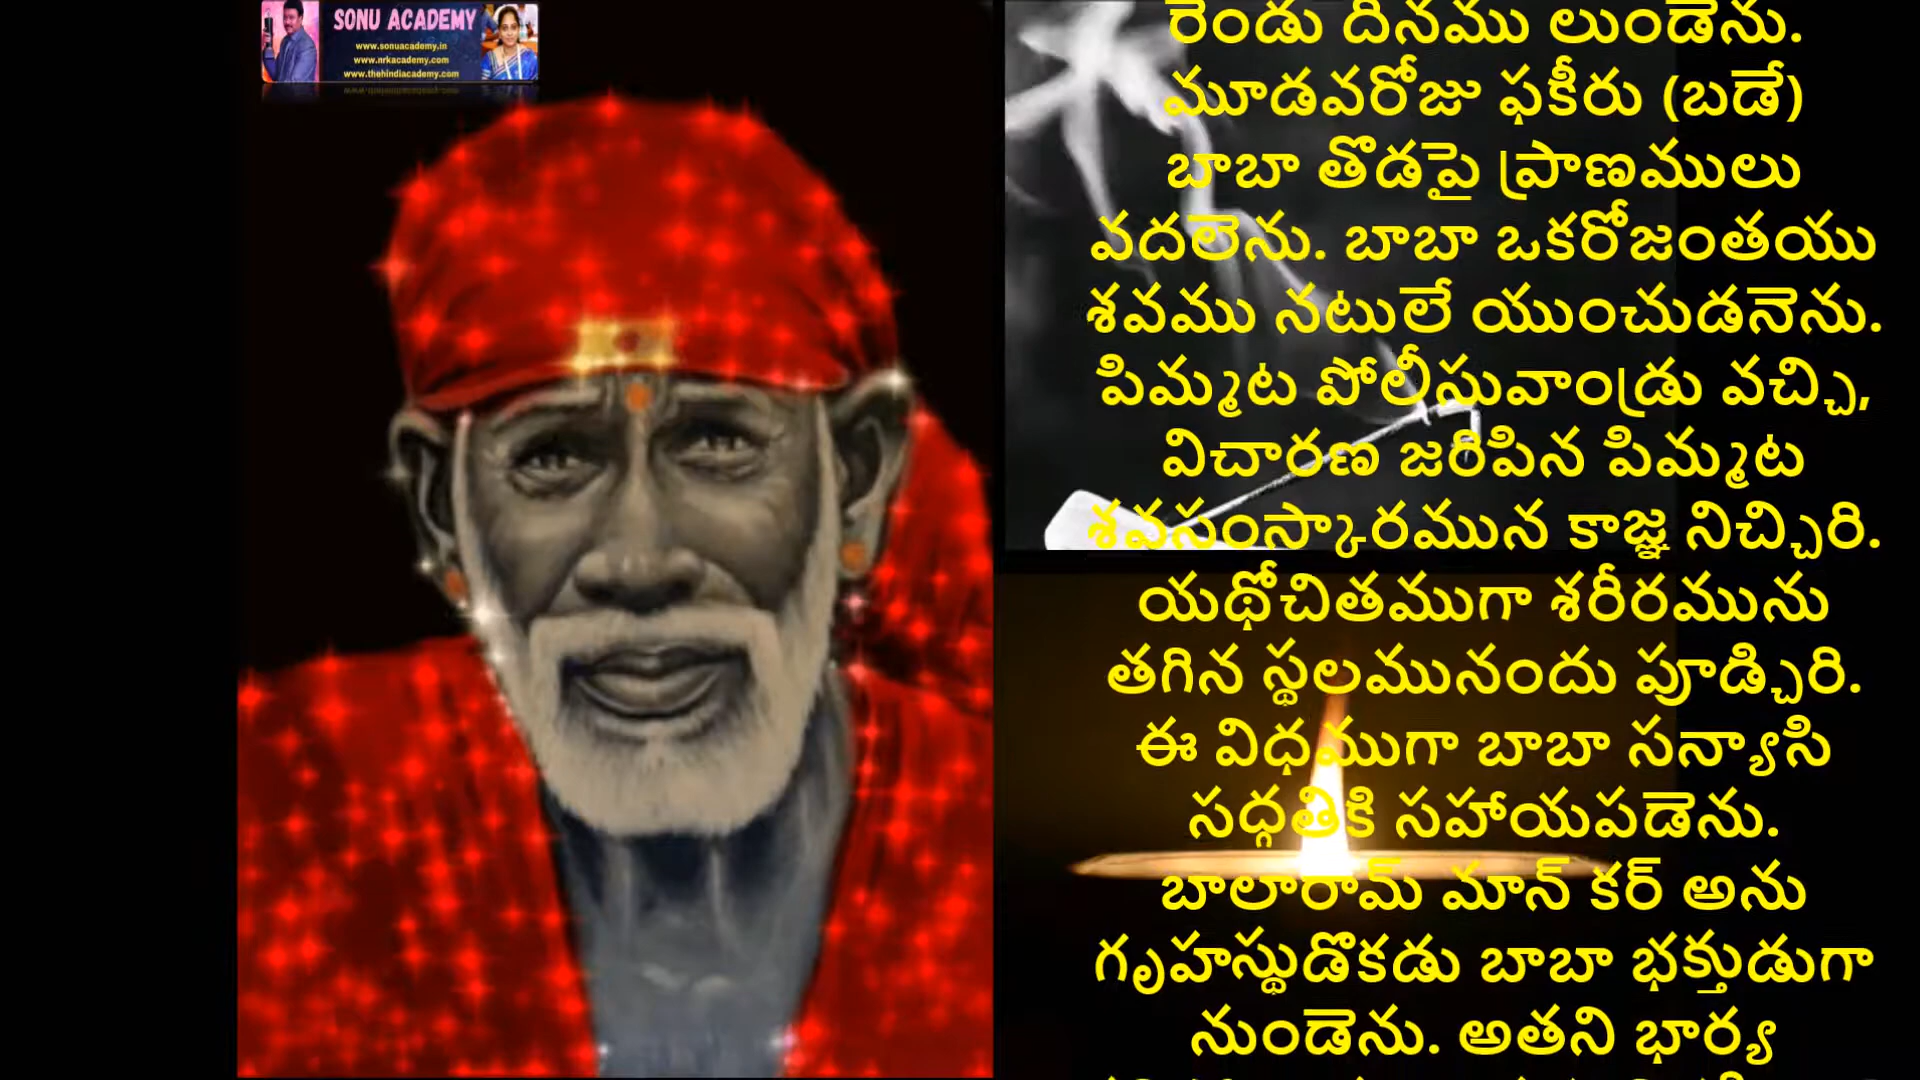 SONU ACADEMY
www.sonuacademy.in
www.nrkacademy.com
www.thehindiacademy.com
రెండు దినము లుండెను.
మూడవరోజు ఫకీరు (బడే)
బాబా తొడపై ప్రాణములు
వదలెను. బాబా ఒకరోజంతయు
శవము నటులే యుంచుడనెను.
పిమ్మట పోలీసువాండ్రు వచ్చి,
విచారణ జరిపిన పిమ్మట
శవసంస్కారమున కాజ్ఞ నిచ్చిరి.
యథోచితముగా శరీరమును
తగిన స్థలమునందు పూడ్చిరి.
ఈ విధముగా బాబా సన్యాసి
సధ్గతికి సహాయపడెను.
బాలారామ్ మాన్ కర్ అను
గృహస్థుడొకడు బాబా భక్తుడుగా
నుండెను. అతని భార్య